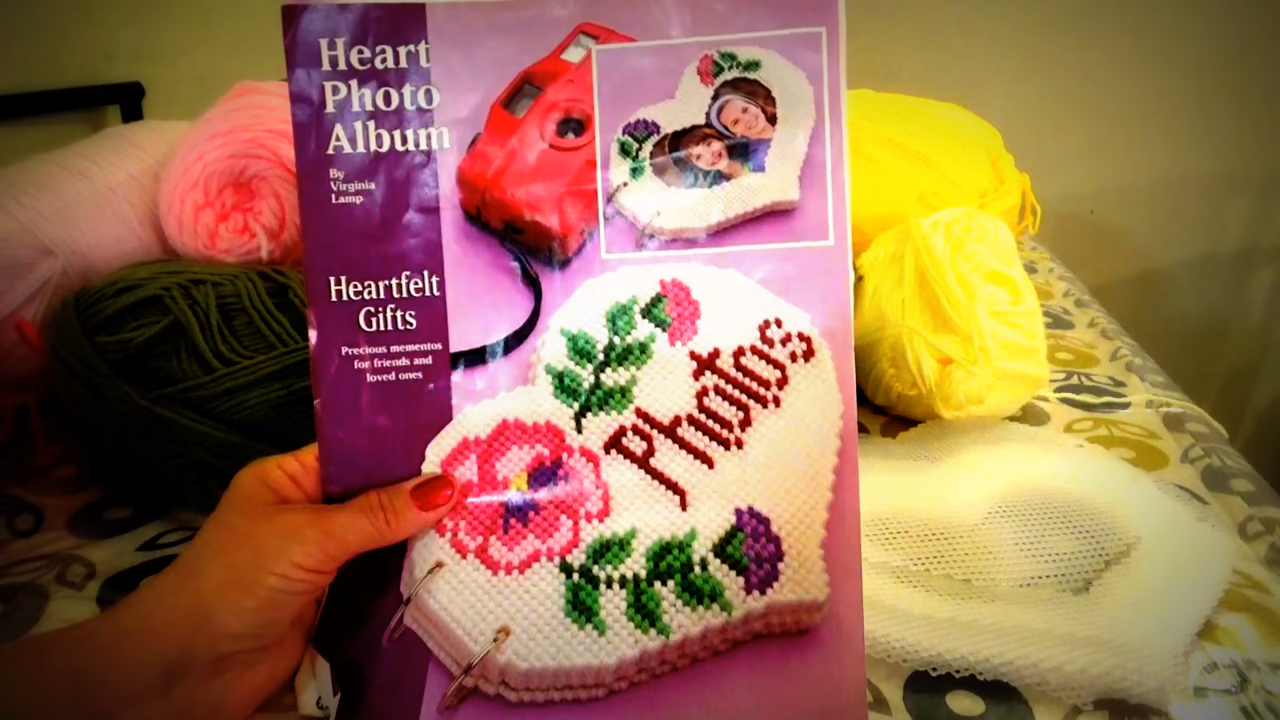 Heart
Photo
Album
By
Virginia
Lamp
Heartfelt
Gifts
Precious mementos
for friends and
loved ones
Photos